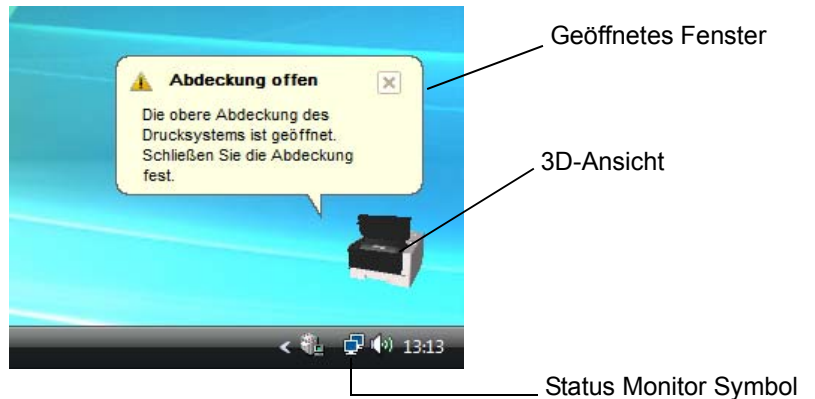 Geöffnetes Fenster
Abdeckung offen
Die obere Abdeckung des
Drucksystems ist geöffnet.
Schließen Sie die Abdeckung
fest.
3D-Ansicht
13:13
Status Monitor Symbol